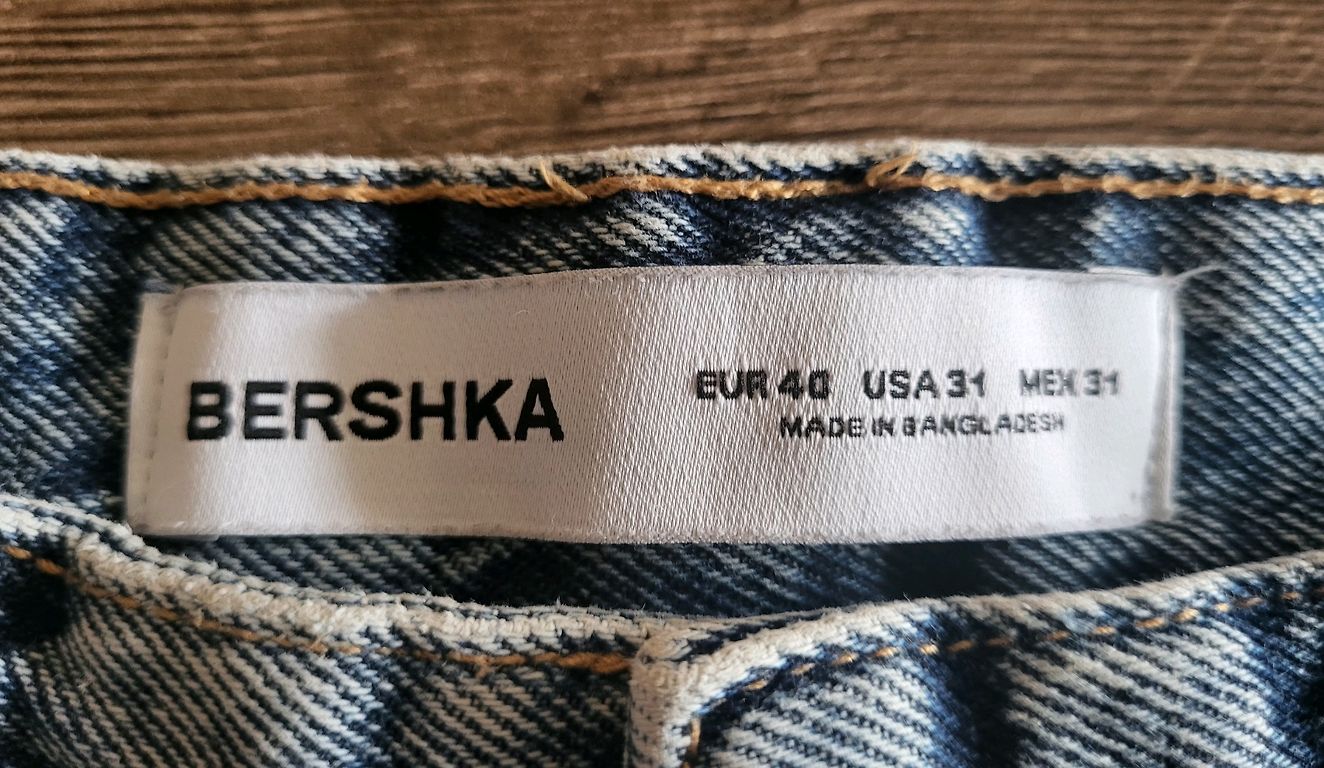 BERSHKA
EUR 40 USA 31 MEX 31
MADE IN BANGLADESH